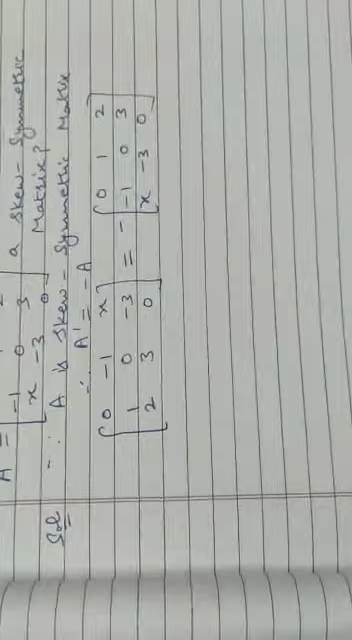 A = [ -1 0 3 a Skew-Symmetric
x -3 0 ] Matrix?
Sol ∵ A is Skew-Symmetric Matrix
∴ A' = -A
[ 0 -1 x ] = - [ 0 1 2 ]
[ 1 0 -3 ] [ -1 0 3 ]
[ 2 3 0 ] [ x -3 0 ]